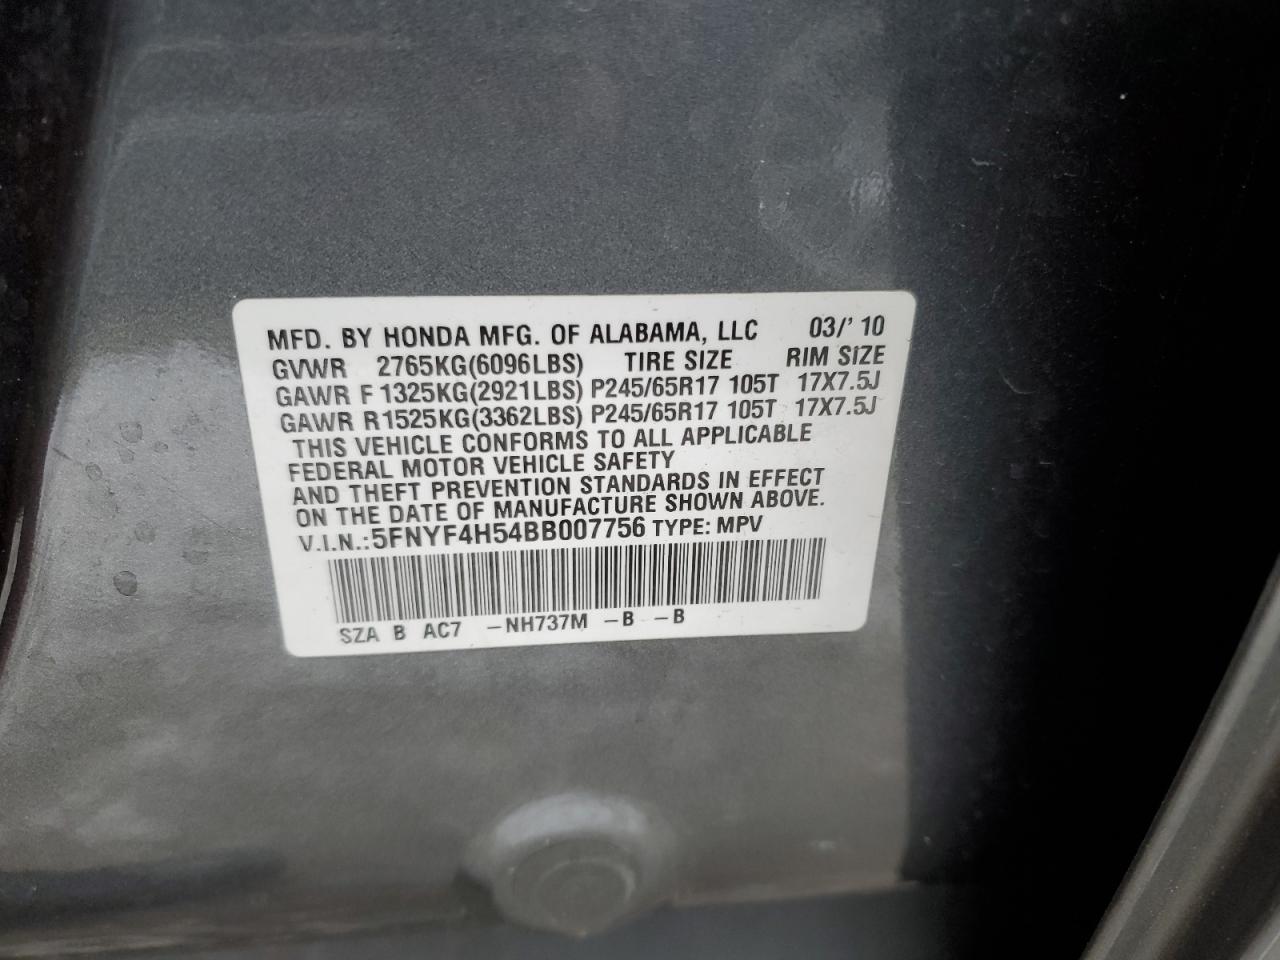 MFD. BY HONDA MFG. OF ALABAMA, LLC 03/' 10
GVWR 2765KG(6096LBS) TIRE SIZE RIM SIZE
GAWR F 1325KG(2921LBS) P245/65R17 105T 17X7.5J
GAWR R 1525KG(3362LBS) P245/65R17 105T 17X7.5J
THIS VEHICLE CONFORMS TO ALL APPLICABLE
FEDERAL MOTOR VEHICLE SAFETY
AND THEFT PREVENTION STANDARDS IN EFFECT
ON THE DATE OF MANUFACTURE SHOWN ABOVE.
V.I.N.: 5FNYF4H54BB007756 TYPE: MPV
SZA B AC7 -NH737M -B -B